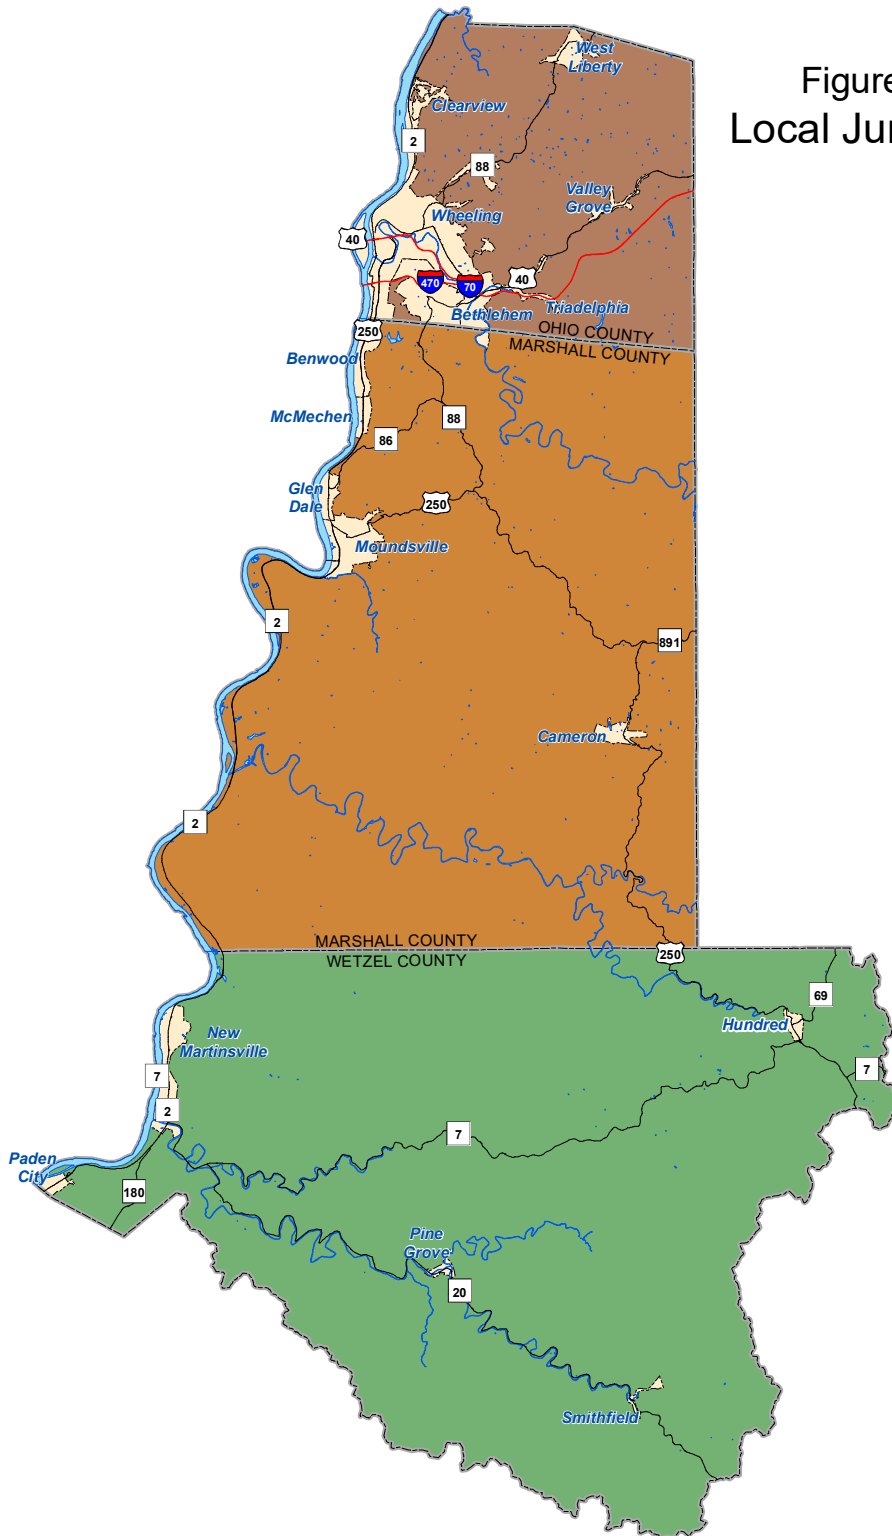 West
Liberty
Figure
Local Jur
Clearview
2
88
Valley
Grove
Wheeling
40
470
70
40
Bethlehem
Triadelphia
250
OHIO COUNTY
MARSHALL COUNTY
Benwood
McMechen
88
86
Glen
Dale
250
Moundsville
2
891
Cameron
2
MARSHALL COUNTY
WETZEL COUNTY
250
69
Hundred
New
Martinsville
7
7
2
7
Paden
City
180
Pine
Grove
20
Smithfield